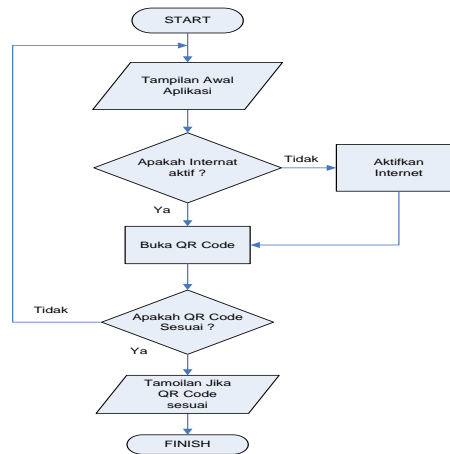 START
Tampilan Awal
Aplikasi
Apakah Internat
aktif ?
Tidak
Aktifkan
Internet
Ya
Buka QR Code
Apakah QR Code
Sesuai ?
Tidak
Ya
Tamoilan Jika
QR Code
sesuai
FINISH